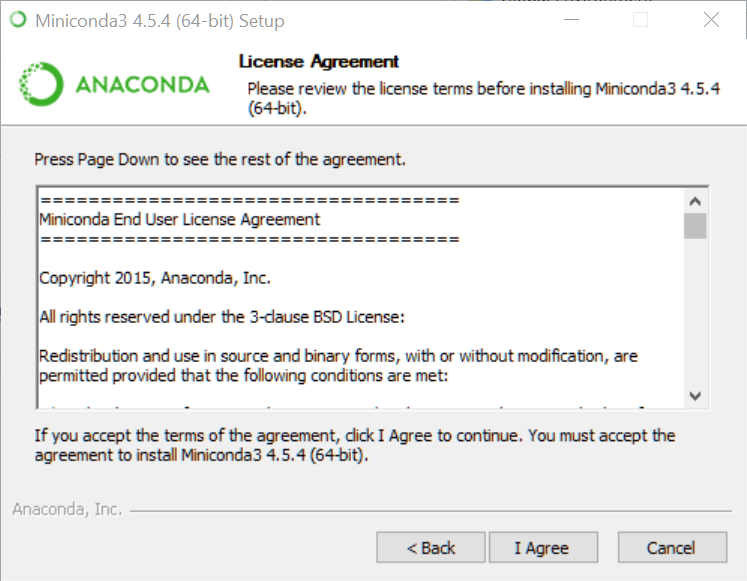 Miniconda3 4.5.4 (64-bit) Setup
ANACONDA
License Agreement
Please review the license terms before installing Miniconda3 4.5.4
(64-bit).
Press Page Down to see the rest of the agreement.
===================================
Miniconda End User License Agreement
===================================
Copyright 2015, Anaconda, Inc.
All rights reserved under the 3-clause BSD License:
Redistribution and use in source and binary forms, with or without modification, are
permitted provided that the following conditions are met:
If you accept the terms of the agreement, click I Agree to continue. You must accept the
agreement to install Miniconda3 4.5.4 (64-bit).
Anaconda, Inc.
< Back
I Agree
Cancel